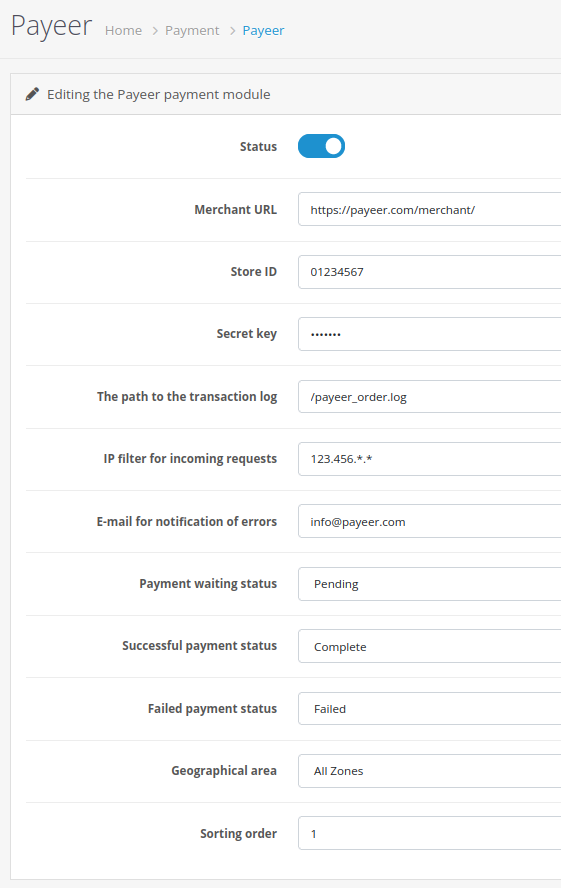 Payeer Home > Payment > Payeer
Editing the Payeer payment module
Status
Merchant URL https://payeer.com/merchant/
Store ID 01234567
Secret key •••••••
The path to the transaction log /payeer_order.log
IP filter for incoming requests 123.456.*.*
E-mail for notification of errors info@payeer.com
Payment waiting status Pending
Successful payment status Complete
Failed payment status Failed
Geographical area All Zones
Sorting order 1